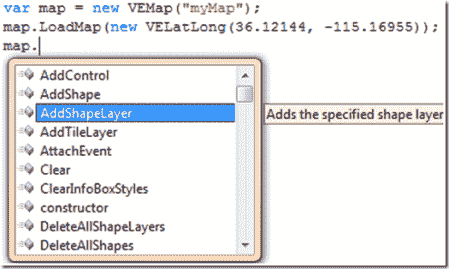 var map = new VEMap("myMap");
map.LoadMap(new VELatLong(36.12144, -115.16955));
map.
AddControl
AddShape
AddShapeLayer
Adds the specified shape layer
AddTileLayer
AttachEvent
Clear
ClearInfoBoxStyles
constructor
DeleteAllShapeLayers
DeleteAllShapes